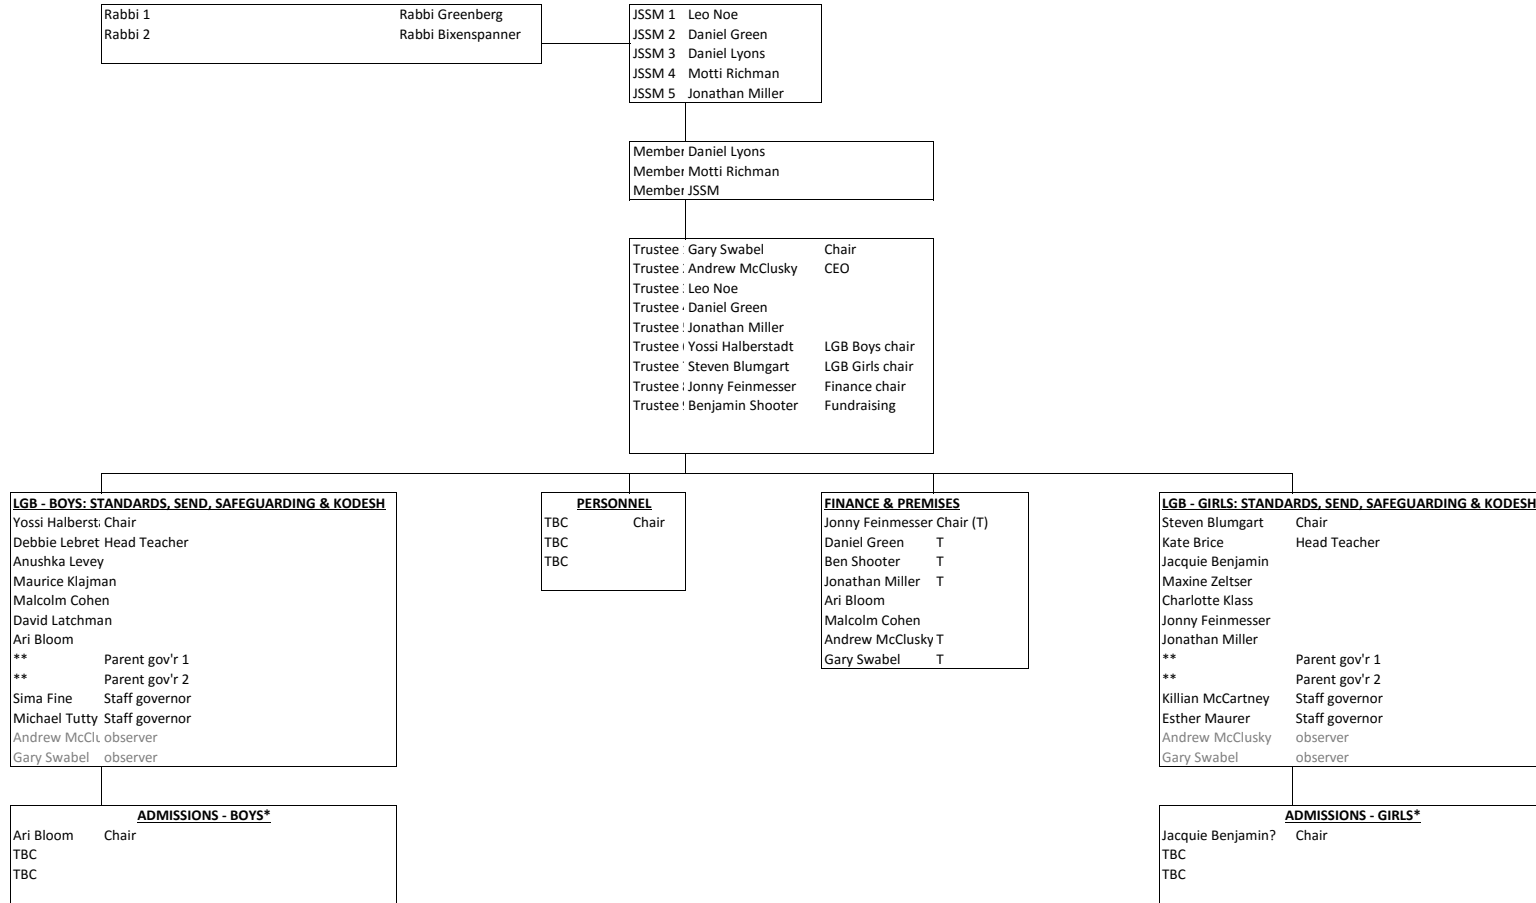 Rabbi 1 Rabbi Greenberg
Rabbi 2 Rabbi Bixenspanner
JSSM 1 Leo Noe
JSSM 2 Daniel Green
JSSM 3 Daniel Lyons
JSSM 4 Motti Richman
JSSM 5 Jonathan Miller
Member Daniel Lyons
Member Motti Richman
Member JSSM
Trustee Gary Swabel Chair
Trustee Andrew McClusky CEO
Trustee Leo Noe
Trustee Daniel Green
Trustee Jonathan Miller
Trustee Yossi Halberstadt LGB Boys chair
Trustee Steven Blumgart LGB Girls chair
Trustee Jonny Feinmesser Finance chair
Trustee Benjamin Shooter Fundraising
LGB - BOYS: STANDARDS, SEND, SAFEGUARDING & KODESH
Yossi Halberst Chair
Debbie Lebret Head Teacher
Anushka Levey
Maurice Klajman
Malcolm Cohen
David Latchman
Ari Bloom
** Parent gov'r 1
** Parent gov'r 2
Sima Fine Staff governor
Michael Tutty Staff governor
Andrew McClu observer
Gary Swabel observer
PERSONNEL
TBC Chair
TBC
TBC
FINANCE & PREMISES
Jonny Feinmesser Chair (T)
Daniel Green T
Ben Shooter T
Jonathan Miller T
Ari Bloom
Malcolm Cohen
Andrew McClusky T
Gary Swabel T
LGB - GIRLS: STANDARDS, SEND, SAFEGUARDING & KODESH
Steven Blumgart Chair
Kate Brice Head Teacher
Jacquie Benjamin
Maxine Zeltser
Charlotte Klass
Jonny Feinmesser
Jonathan Miller
** Parent gov'r 1
** Parent gov'r 2
Killian McCartney Staff governor
Esther Maurer Staff governor
Andrew McClusky observer
Gary Swabel observer
ADMISSIONS - BOYS*
Ari Bloom Chair
TBC
TBC
ADMISSIONS - GIRLS*
Jacquie Benjamin? Chair
TBC
TBC